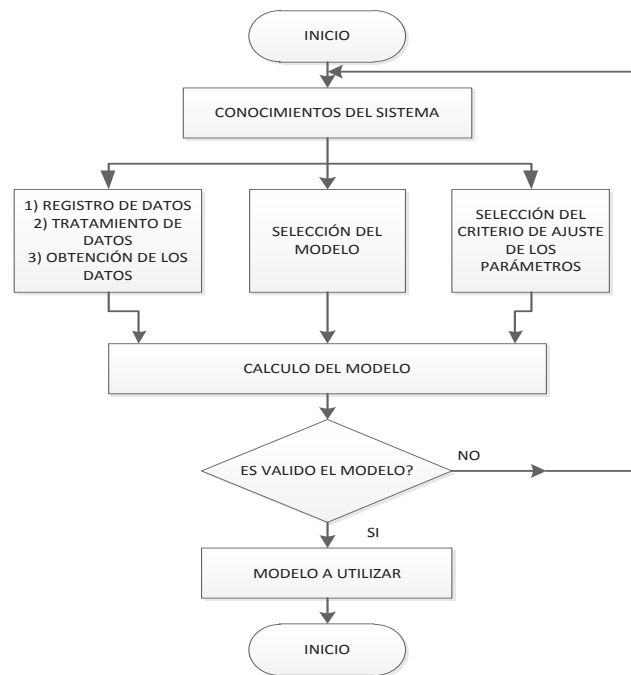 INICIO
CONOCIMIENTOS DEL SISTEMA
1) REGISTRO DE DATOS
2) TRATAMIENTO DE
DATOS
3) OBTENCIÓN DE LOS
DATOS
SELECCIÓN DEL
MODELO
SELECCIÓN DEL
CRITERIO DE AJUSTE
DE LOS
PARÁMETROS
CALCULO DEL MODELO
ES VALIDO EL MODELO?
NO
SI
MODELO A UTILIZAR
INICIO